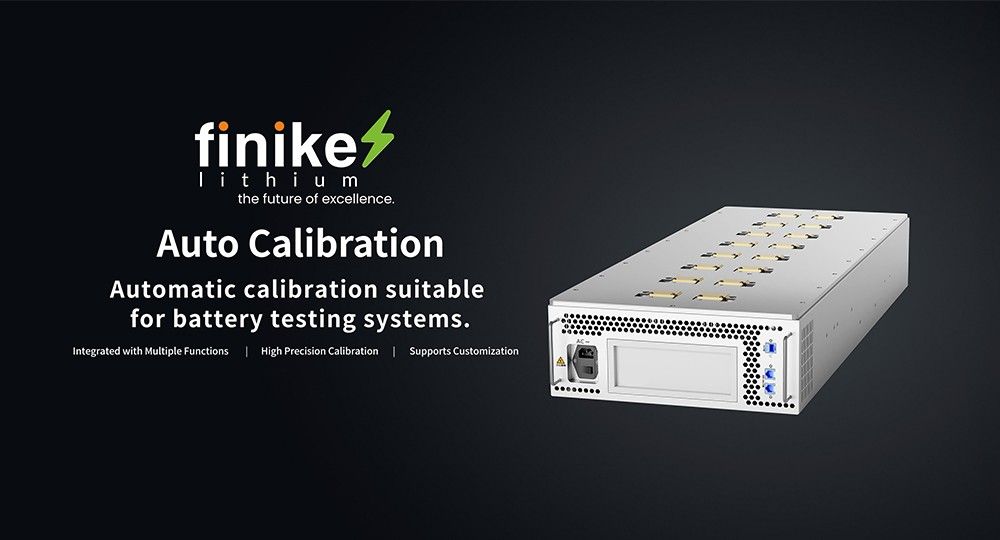 finike
lithium
the future of excellence.
Auto Calibration
Automatic calibration suitable
for battery testing systems.
Integrated with Multiple Functions | High Precision Calibration | Supports Customization
AC~